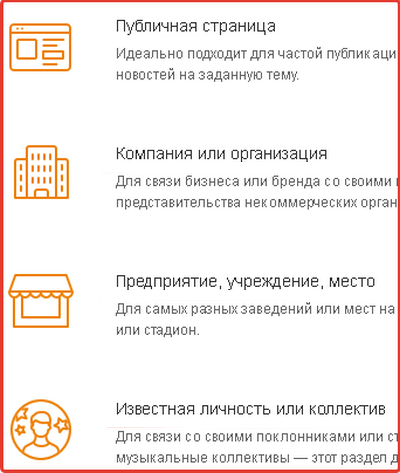 Публичная страница
Идеально подходит для частой публикаци
новостей на заданную тему.
Компания или организация
Для связи бизнеса или бренда со своими
представительства некоммерческих орган
Предприятие, учреждение, место
Для самых разных заведений или мест на
или стадион.
Известная личность или коллектив
Для связи со своими поклонниками или ст
музыкальные коллективы — этот раздел д